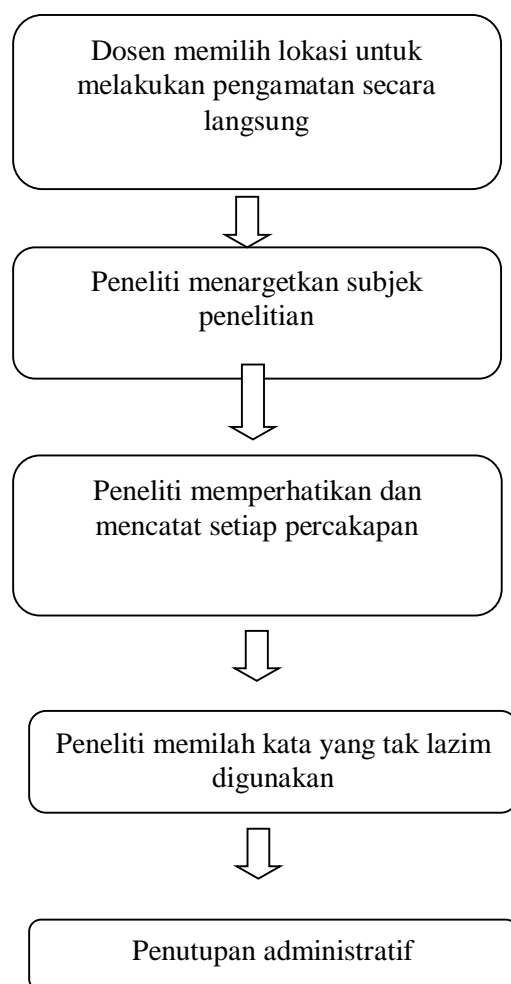 Dosen memilih lokasi untuk
melakukan pengamatan secara
langsung
Peneliti menargetkan subjek
penelitian
Peneliti memperhatikan dan
mencatat setiap percakapan
Peneliti memilah kata yang tak lazim
digunakan
Penutupan administratif